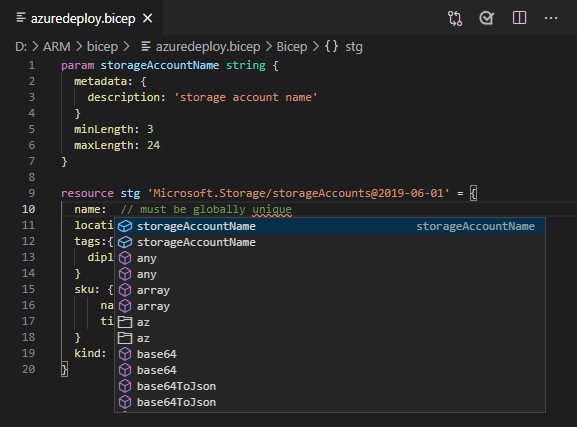 azuredeploy.bicep
D: > ARM > bicep > azuredeploy.bicep > Bicep > stg
1 param storageAccountName string {
2 metadata: {
3 description: 'storage account name'
4 }
5 minLength: 3
6 maxLength: 24
7 }
8
9 resource stg 'Microsoft.Storage/storageAccounts@2019-06-01' = {
10 name: // must be globally unique
11 locati storageAccountName storageAccountName
12 tags:{ storageAccountName
13 dipl any
14 } any
15 sku: { array
16 na array
17 ti az
18 } az
19 kind: base64
20 } base64
base64ToJson
base64ToJson